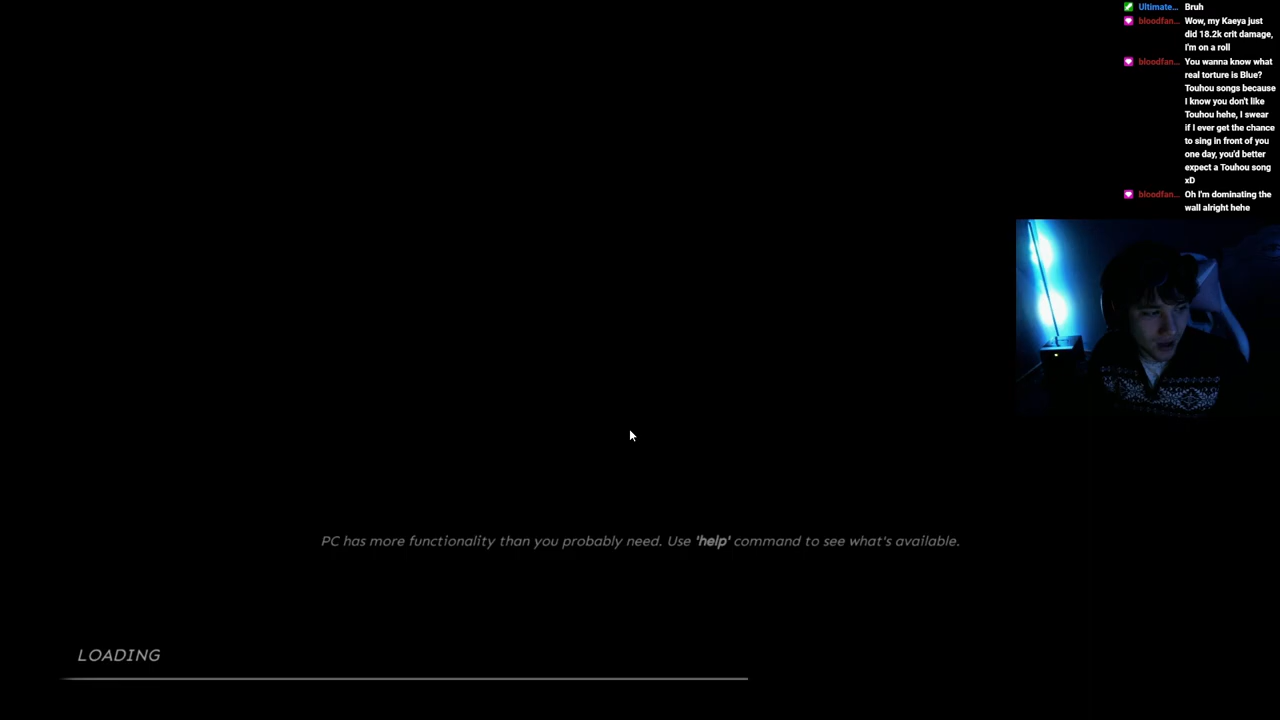 Ultimate... Bruh
bloodfan... Wow, my Kaeya just
did 18.2k crit damage,
I'm on a roll
bloodfan... You wanna know what
real torture is Blue?
Touhou songs because
I know you don't like
Touhou hehe, I swear
if I ever get the chance
to sing in front of you
one day, you'd better
expect a Touhou song
xD
bloodfan... Oh I'm dominating the
wall alright hehe
PC has more functionality than you probably need. Use 'help' command to see what's available.
LOADING